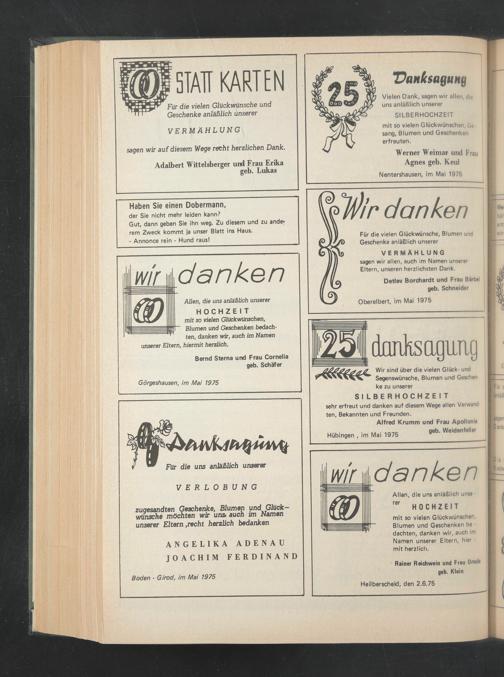 STATT KARTEN
Für die vielen Glückwünsche und
Geschenke anläßlich unserer
VERMÄHLUNG
sagen wir auf diesem Wege recht herzlichen Dank.
Adalbert Wittelsberger und Frau Erika
geb. Lukas
Haben Sie einen Dobermann,
der Sie nicht mehr leiden kann?
Gut, dann geben Sie ihn weg. Zu diesem und zu ande-
rem Zweck kommt ja unser Blatt ins Haus.
- Annonce rein - Hund raus!
wir danken
Allen, die uns anläßlich unserer
HOCHZEIT
mit so vielen Glückwünschen,
Blumen und Geschenken bedach-
ten, danken wir, auch im Namen
unserer Eltern, hiermit herzlich.
Bernd Sterna und Frau Cornelia
geb. Schäfer
Görgeshausen, im Mai 1975
Danksagung
Für die uns anläßlich unserer
VERLOBUNG
zugesandten Geschenke, Blumen und Glück-
wünsche möchten wir uns auch im Namen
unserer Eltern ,recht herzlich bedanken
ANGELIKA ADENAU
JOACHIM FERDINAND
Boden - Girod, im Mai 1975
25
Danksagung
Vielen Dank, sagen wir allen, die
uns anläßlich unserer
SILBERHOCHZEIT
mit so vielen Glückwünschen, Ge-
sang, Blumen und Geschenken
erfreuten.
Werner Weimar und Frau
Agnes geb. Keul
Nentershausen, im Mai 1975
Wir danken
Für die vielen Glückwünsche, Blumen und
Geschenke anläßlich unserer
VERMÄHLUNG
sagen wir allen, auch im Namen unserer
Eltern, unseren herzlichsten Dank.
Detlev Borchardt und Frau Bärbel
geb. Schneider
Oberelbert, im Mai 1975
25 danksagung
Wir sind über die vielen Glück- und
Segenswünsche, Blumen und Geschen-
ke zu unserer
SILBERHOCHZEIT
sehr erfreut und danken auf diesem Wege allen Verwand-
ten, Bekannten und Freunden.
Alfred Krumm und Frau Apollonia
geb. Weidenfeller
Hübingen , im Mai 1975
wir danken
Allen, die uns anläßlich unse-
rer
HOCHZEIT
mit so vielen Glückwünschen,
Blumen und Geschenken be-
dachten, danken wir, auch im
Namen unserer Eltern, hier-
mit herzlich.
Rainer Reichwein und Frau
geb. Klein
Heilberscheid, den 2.6.75